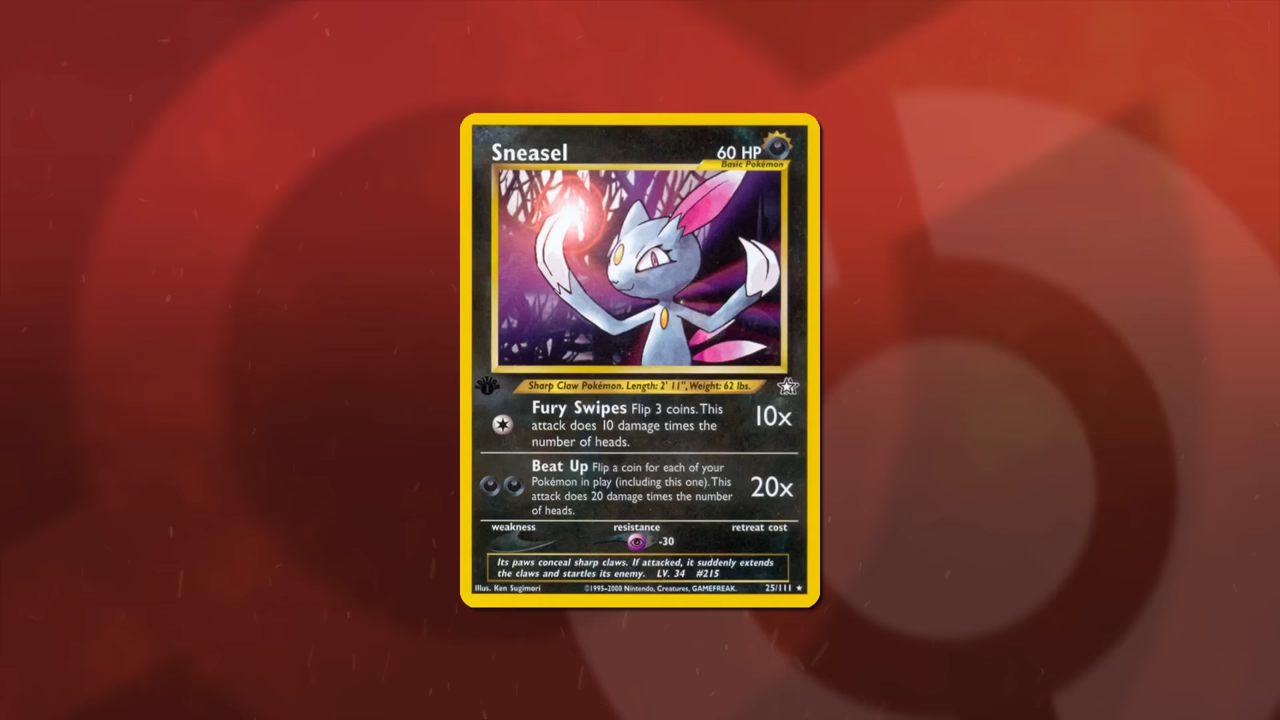 Sneasel
60 HP
Basic Pokémon
EDITION
1
Sharp Claw Pokémon. Length: 2' 11", Weight: 62 lbs.
Fury Swipes Flip 3 coins. This
attack does 10 damage times the
number of heads.
10x
Beat Up Flip a coin for each of your
Pokémon in play (including this one). This
attack does 20 damage times the number
of heads.
20x
weakness resistance retreat cost
-30
Its paws conceal sharp claws. If attacked, it suddenly extends
the claws and startles its enemy. LV. 34 #215
Illus. Ken Sugimori ©1995-2000 Nintendo, Creatures, GAMEFREAK. 25/111 ★